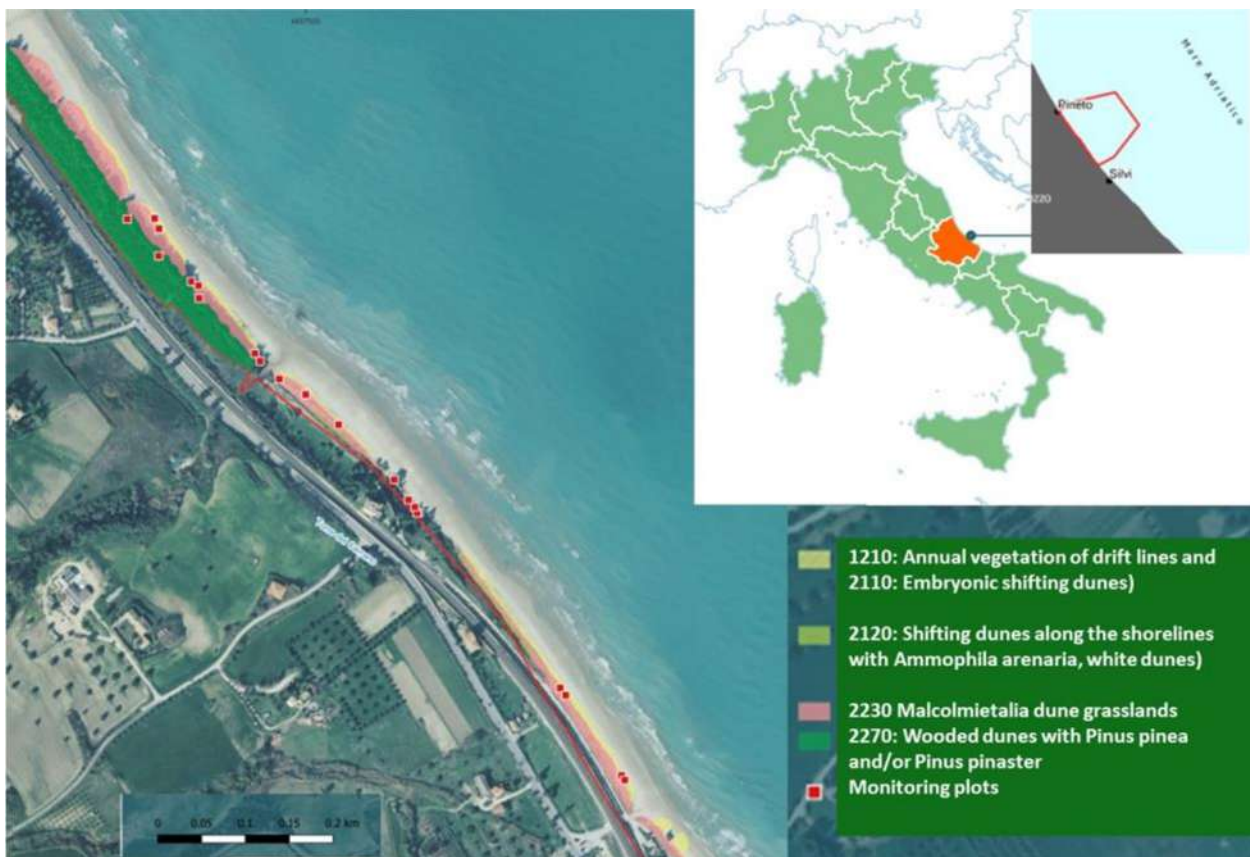 Pineto
Silvi
Mare Adriatico
1210: Annual vegetation of drift lines and
2110: Embryonic shifting dunes)
2120: Shifting dunes along the shorelines
with Ammophila arenaria, white dunes)
2230 Malcolmietalia dune grasslands
2270: Wooded dunes with Pinus pinea
and/or Pinus pinaster
Monitoring plots
0 0.05 0.1 0.2 km